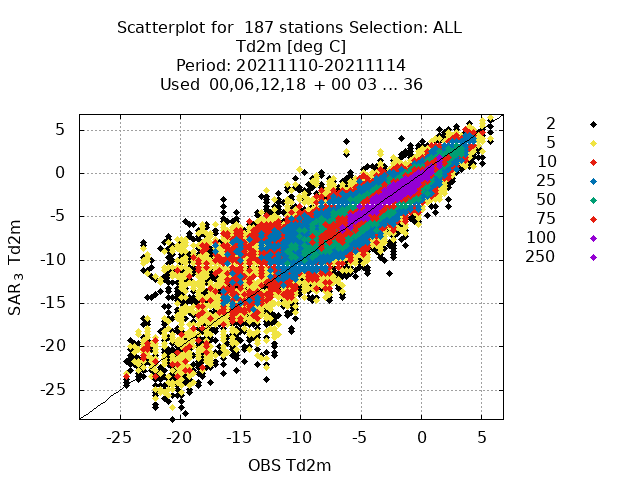 Scatterplot for 187 stations Selection: ALL
Td2m [deg C]
Period: 20211110-20211114
Used 00,06,12,18 + 00 03 ... 36
5
0
-5
-10
-15
-20
-25
SAR 3 Td2m
-25 -20 -15 -10 -5 0 5
OBS Td2m
2
5
10
25
50
75
100
250